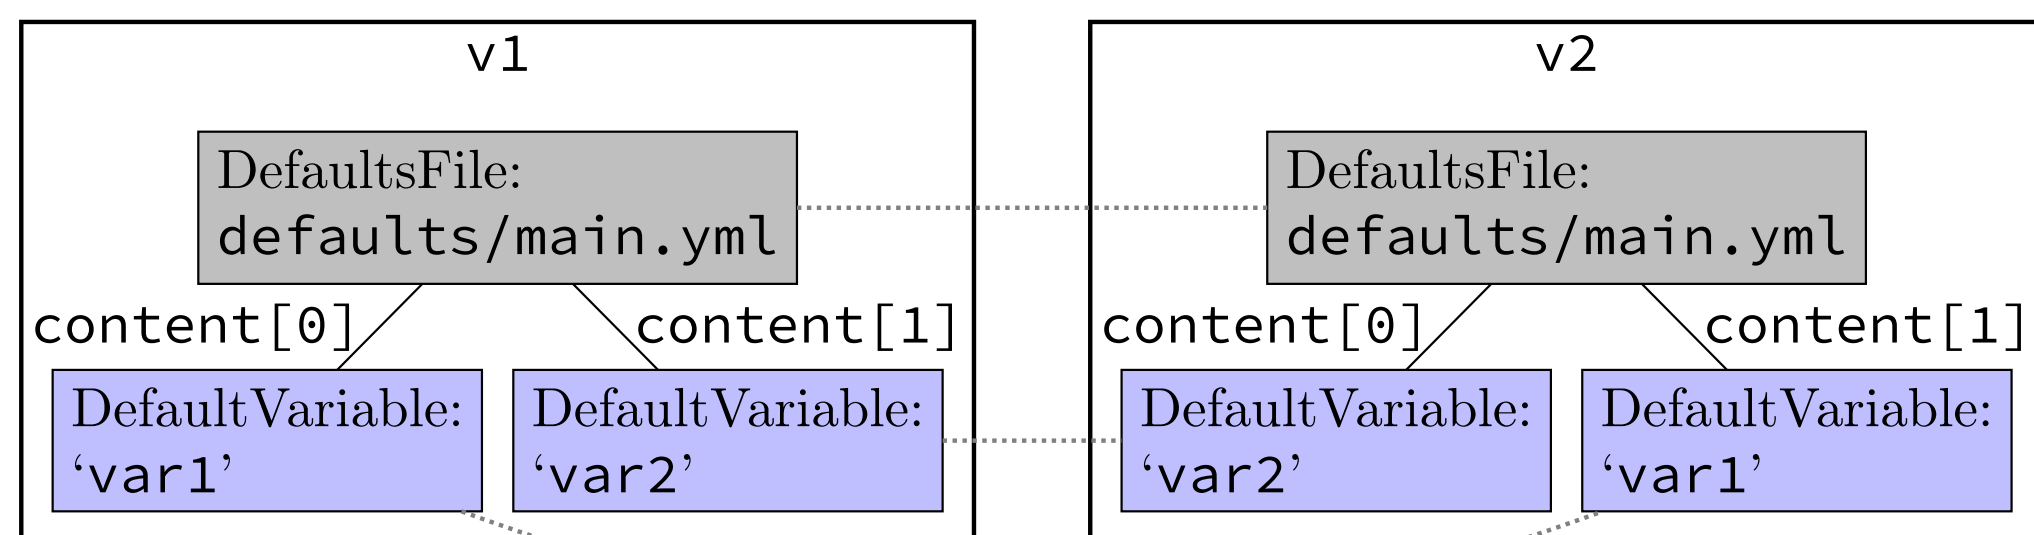 v1
DefaultsFile:
defaults/main.yml
content[0]
content[1]
DefaultVariable:
‘var1’
DefaultVariable:
‘var2’
v2
DefaultsFile:
defaults/main.yml
content[0]
content[1]
DefaultVariable:
‘var2’
DefaultVariable:
‘var1’